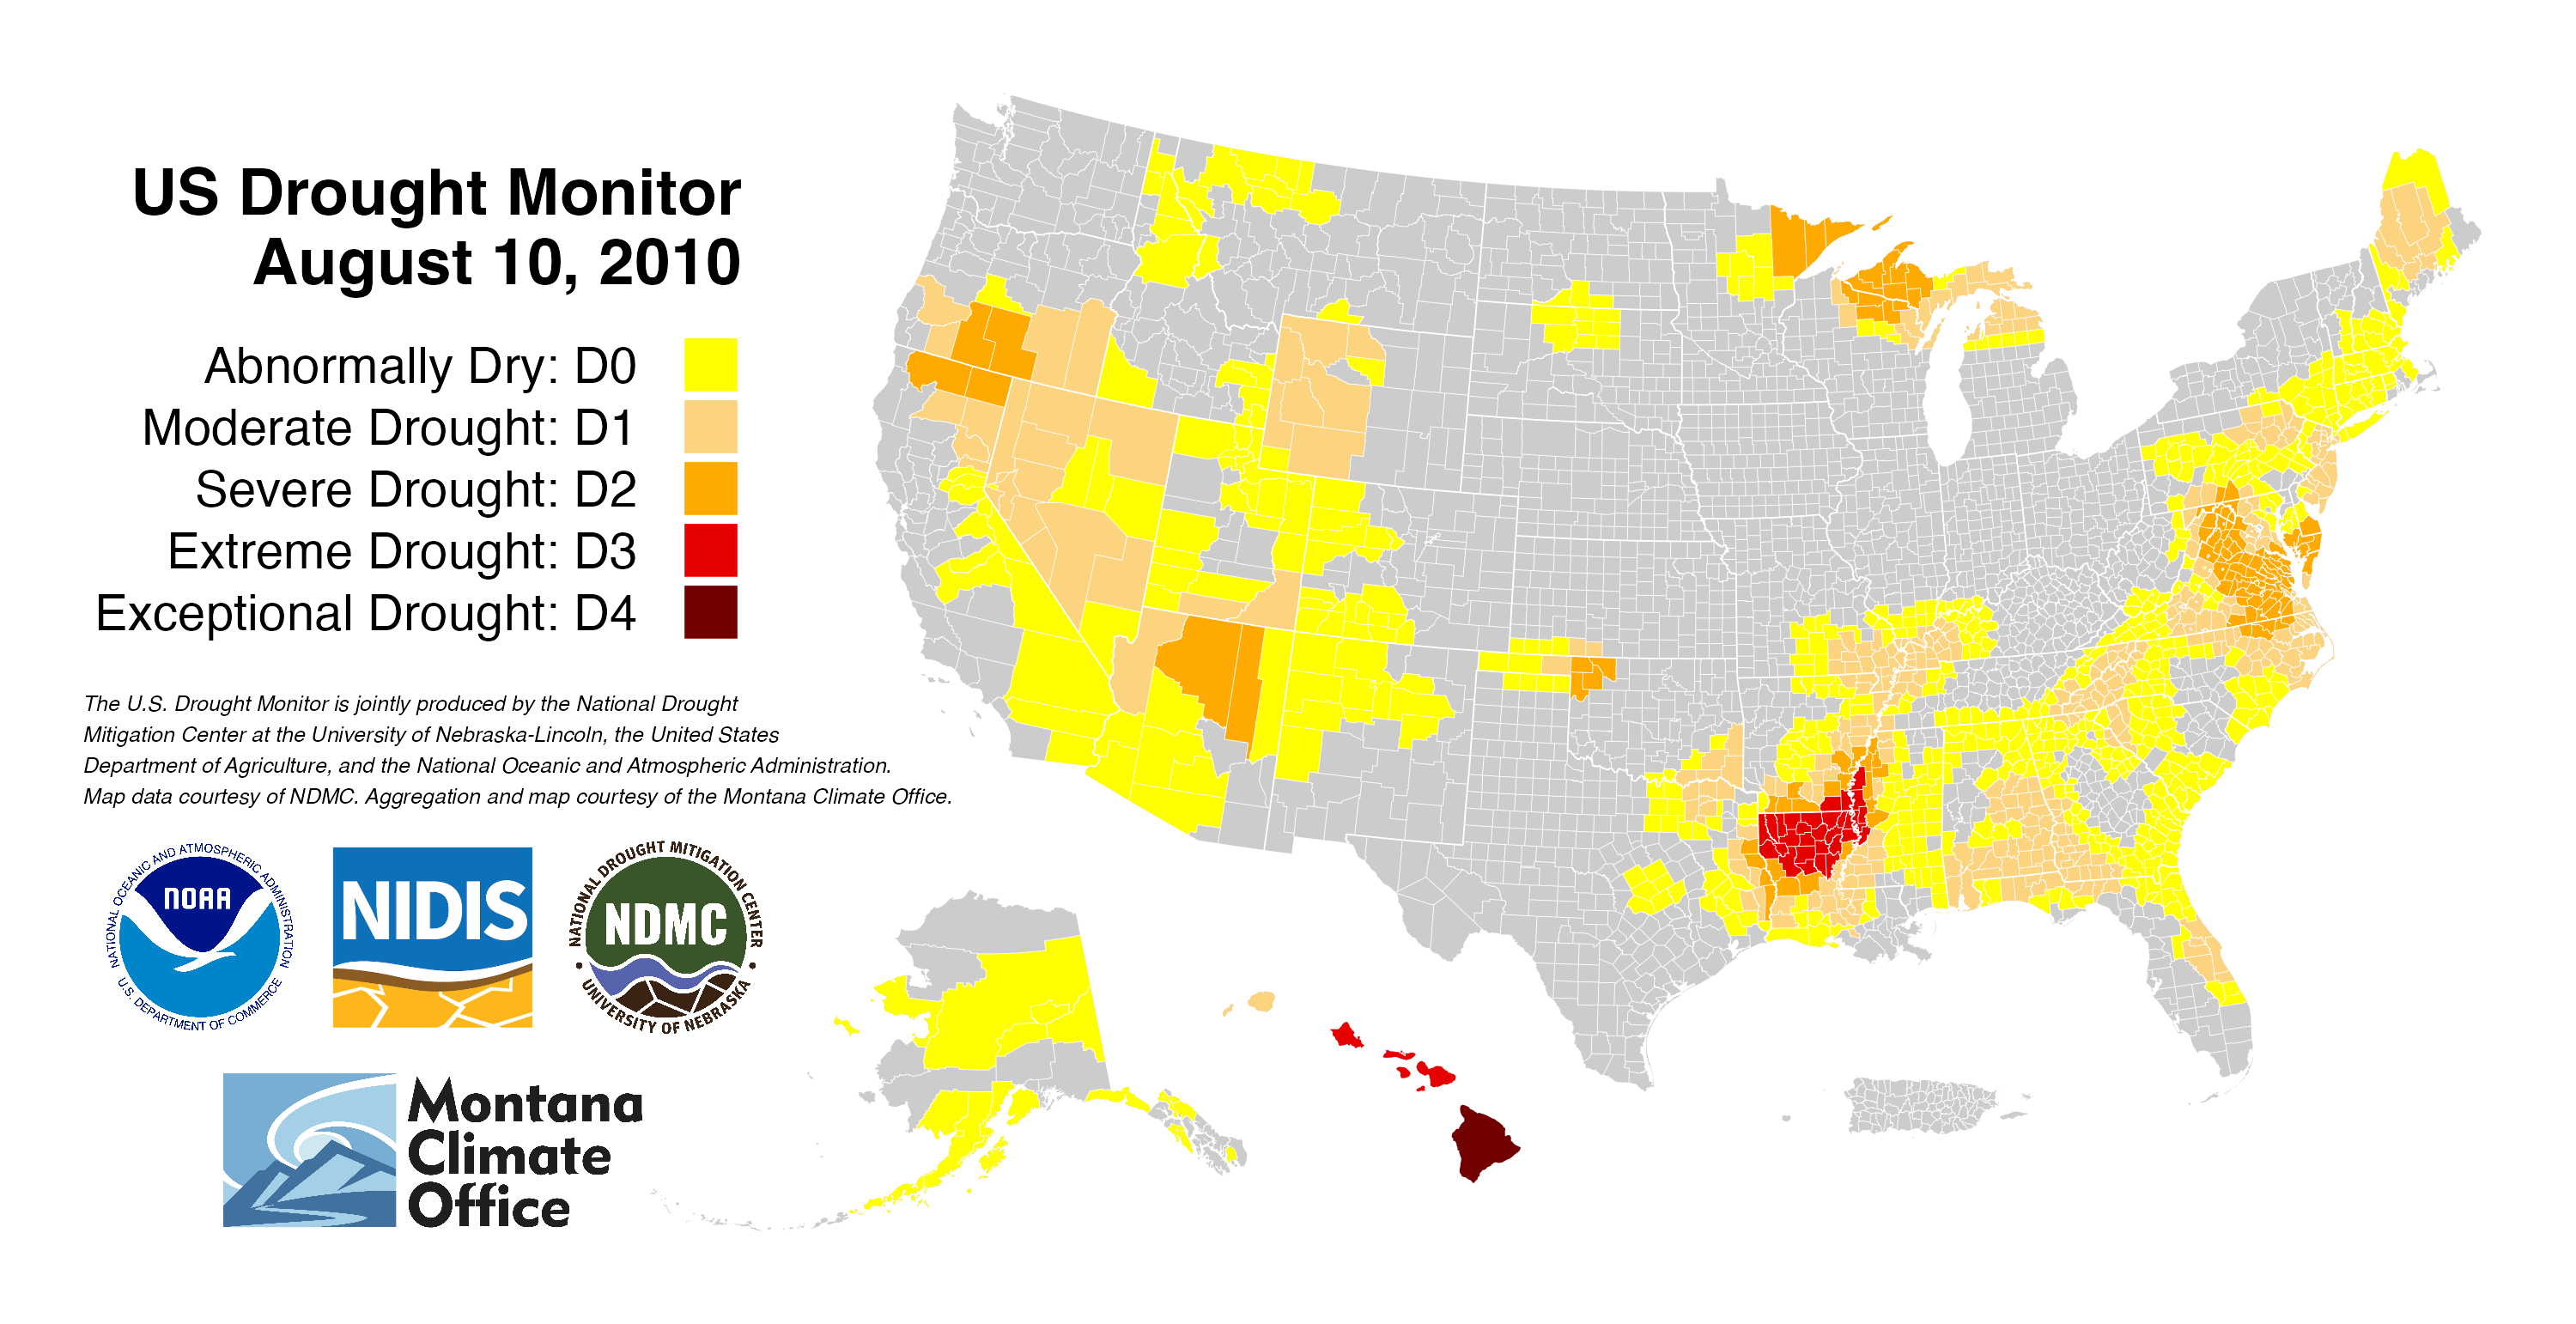 US Drought Monitor
August 10, 2010
Abnormally Dry: D0
Moderate Drought: D1
Severe Drought: D2
Extreme Drought: D3
Exceptional Drought: D4
The U.S. Drought Monitor is jointly produced by the National Drought
Mitigation Center at the University of Nebraska-Lincoln, the United States
Department of Agriculture, and the National Oceanic and Atmospheric Administration.
Map data courtesy of NDMC. Aggregation and map courtesy of the Montana Climate Office.
NATIONAL OCEANIC AND ATMOSPHERIC ADMINISTRATION
NOAA
U.S. DEPARTMENT OF COMMERCE
NIDIS
NATIONAL DROUGHT MITIGATION CENTER
NDMC
UNIVERSITY OF NEBRASKA
Montana
Climate
Office